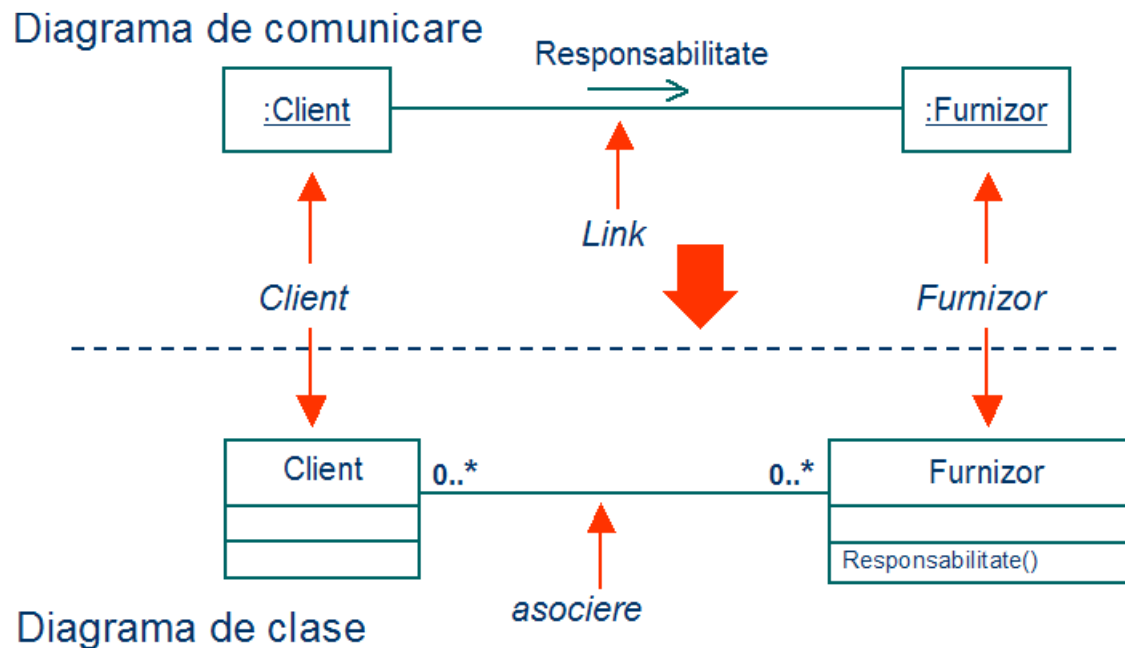 Diagrama de comunicare
Responsabilitate
:Client
:Furnizor
Link
Client
Furnizor
Client
0..*
0..*
Furnizor
Responsabilitate()
asociere
Diagrama de clase